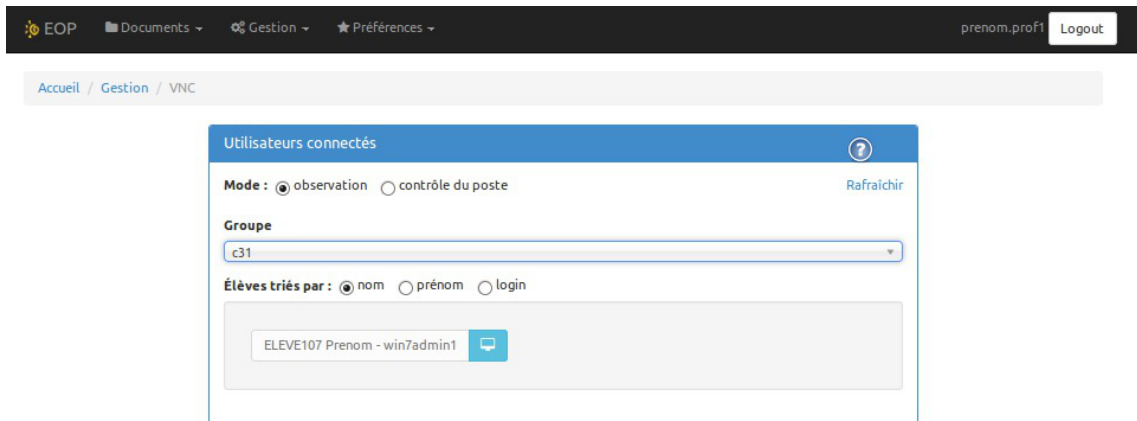 EOP Documents Gestion Préférences prenom.prof1 Logout
Accueil / Gestion / VNC
Utilisateurs connectés ?
Mode : observation contrôle du poste Rafraîchir
Groupe
c31
Élèves triés par : nom prénom login
ELEVE107 Prenom - win7admin1